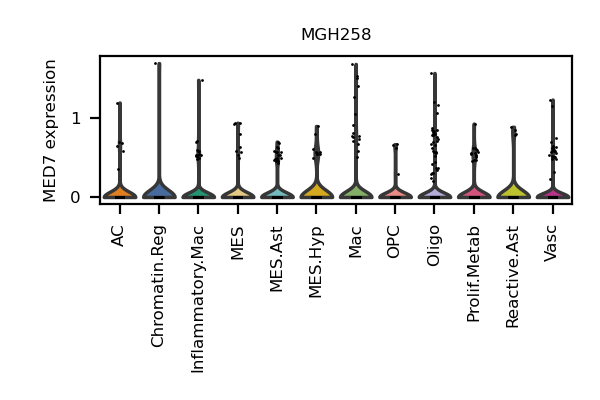 MGH258
MED7 expression
1
0
AC
Chromatin.Reg
Inflammatory.Mac
MES
MES.Ast
MES.Hyp
Mac
OPC
Oligo
Prolif.Metab
Reactive.Ast
Vasc